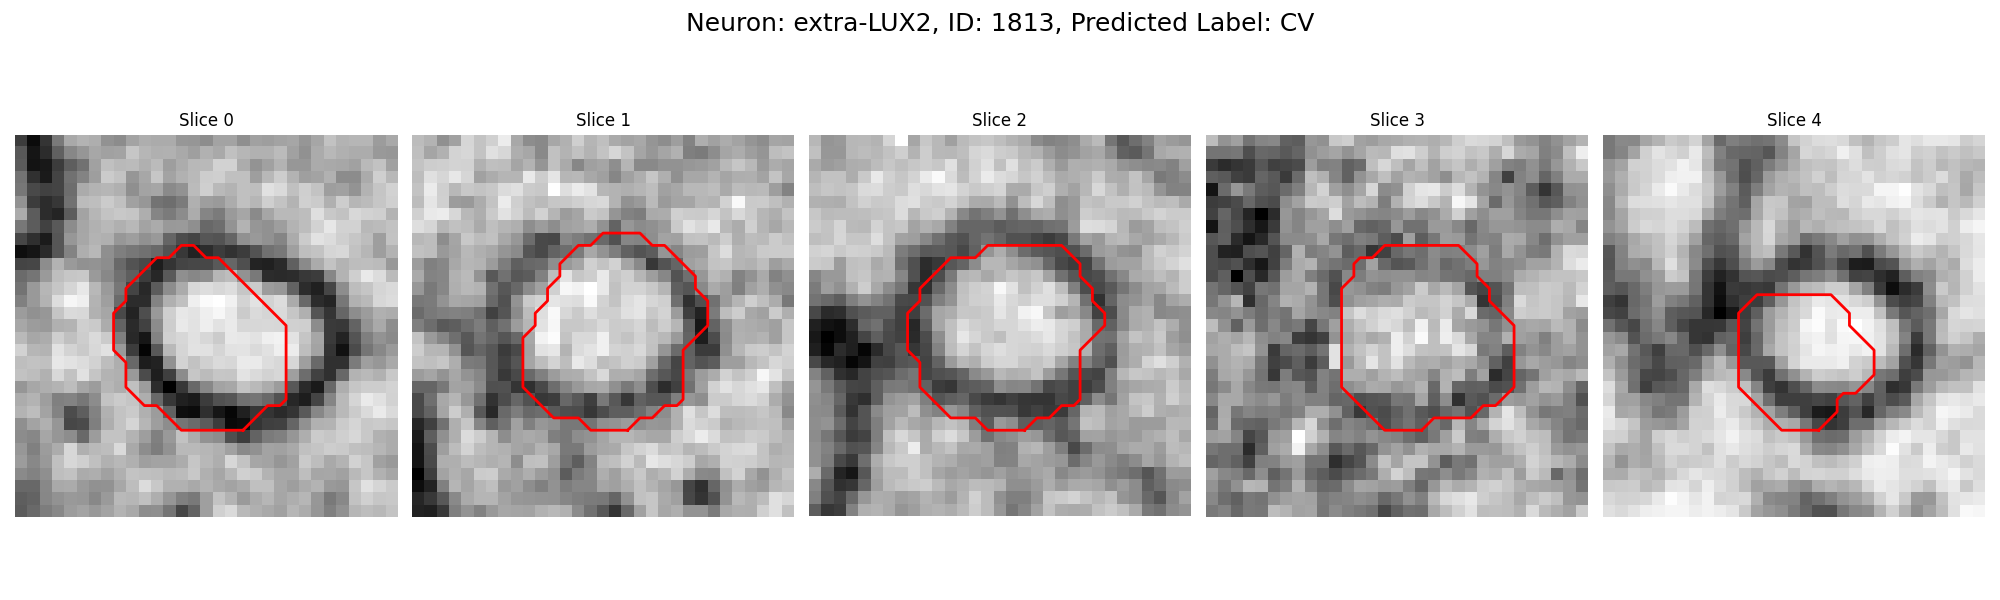 Neuron: extra-LUX2, ID: 1813, Predicted Label: CV
Slice 0
Slice 1
Slice 2
Slice 3
Slice 4